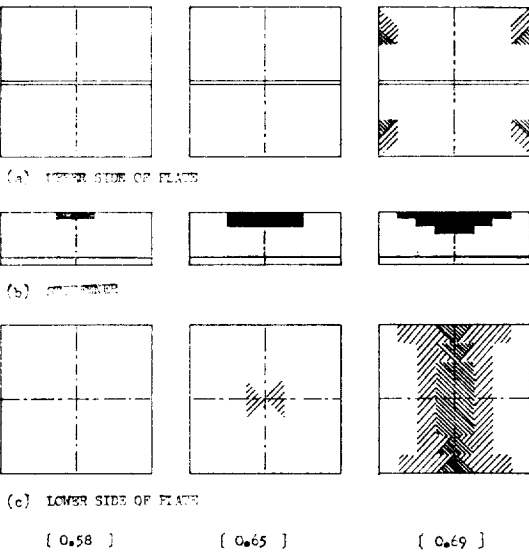 (a) UPPER SIDE OF PLATE
(b) STIFFENER
(c) LOWER SIDE OF PLATE
[ 0.58 ] [ 0.65 ] [ 0.69 ]